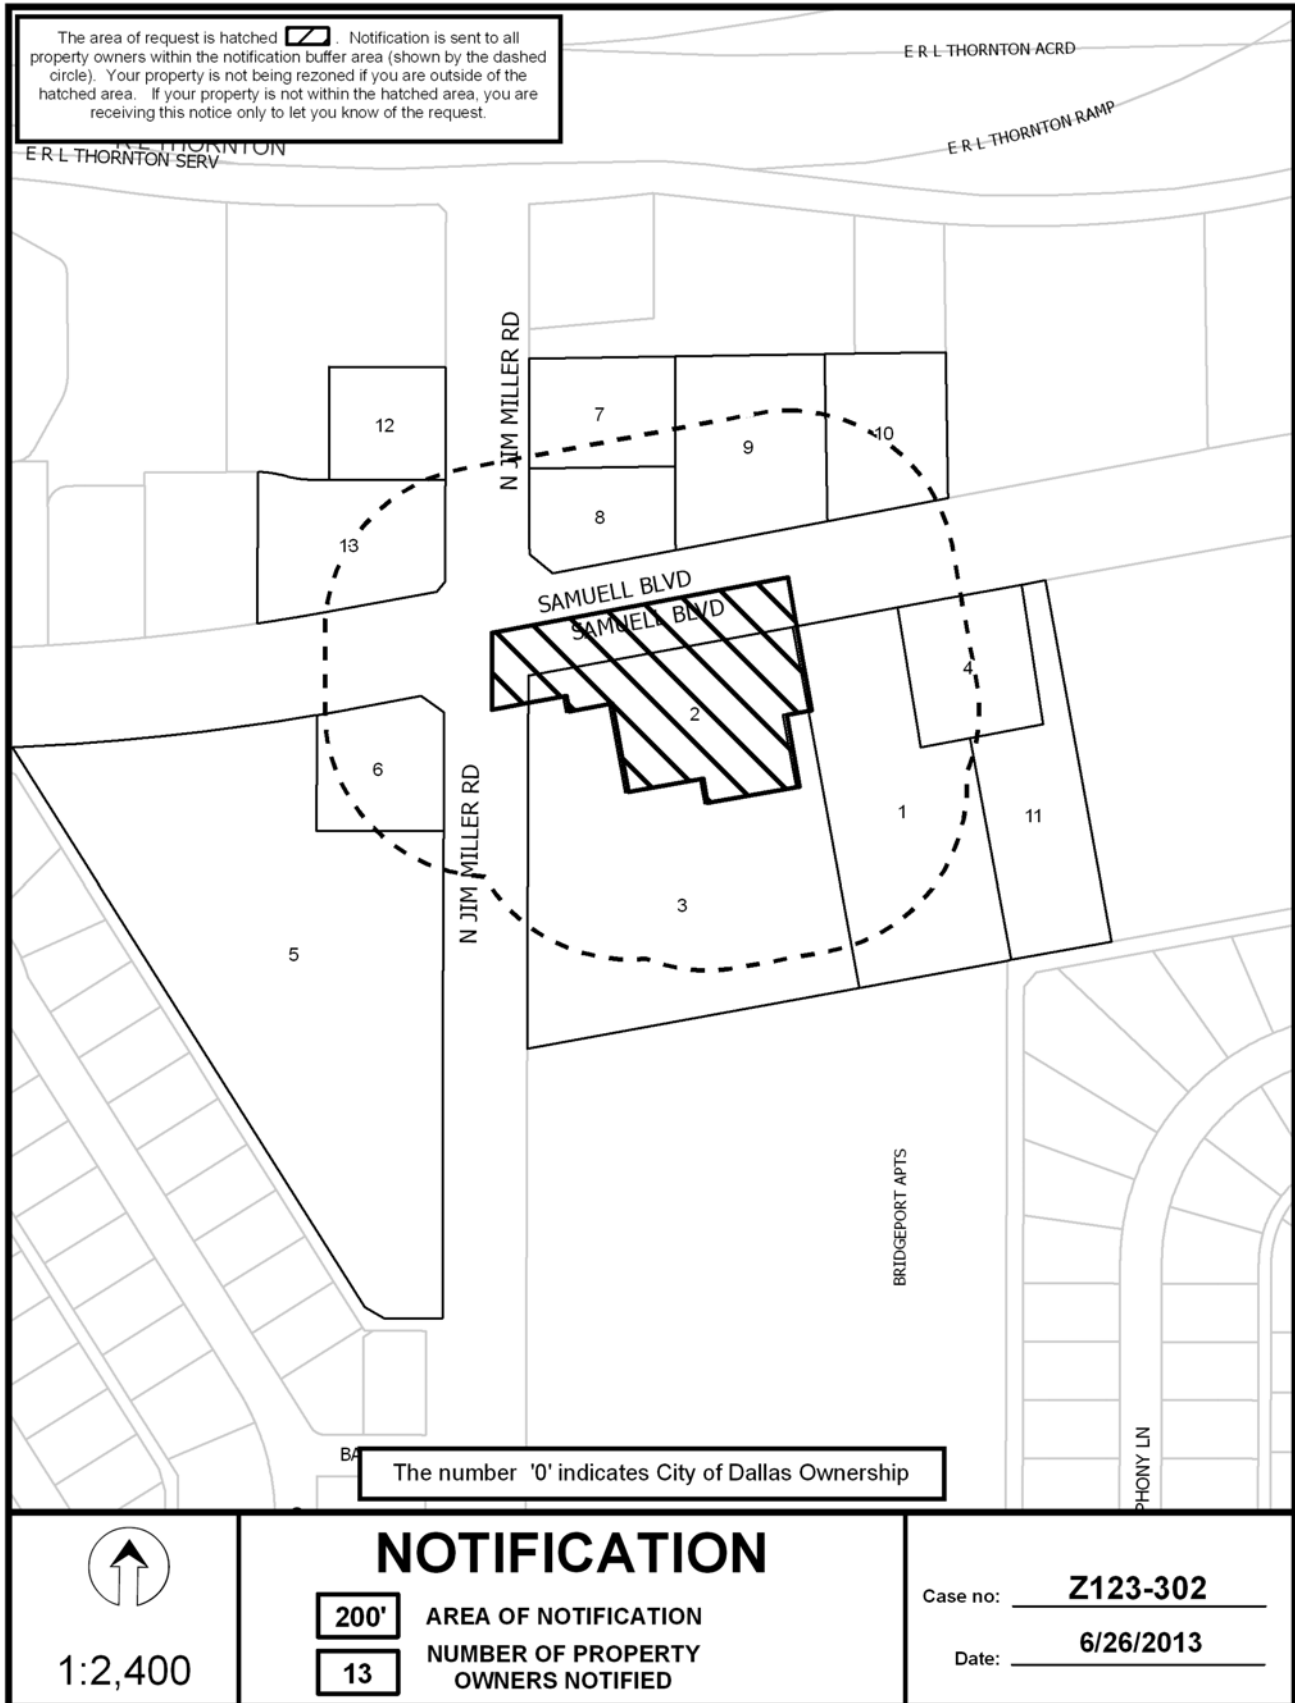 The area of request is hatched . Notification is sent to all
property owners within the notification buffer area (shown by the dashed
circle). Your property is not being rezoned if you are outside of the
hatched area. If your property is not within the hatched area, you are
receiving this notice only to let you know of the request.
E R L THORNTON ACRD
E R L THORNTON RAMP
R L THORNTON
E R L THORNTON SERV
N JIM MILLER RD
12
7
9
10
8
13
SAMUELL BLVD
SAMUELL BLVD
4
2
6
1
11
N JIM MILLER RD
3
5
BRIDGEPORT APTS
PHONY LN
BA
The number '0' indicates City of Dallas Ownership
1:2,400
NOTIFICATION
200' AREA OF NOTIFICATION
13 NUMBER OF PROPERTY
OWNERS NOTIFIED
Case no: Z123-302
Date: 6/26/2013